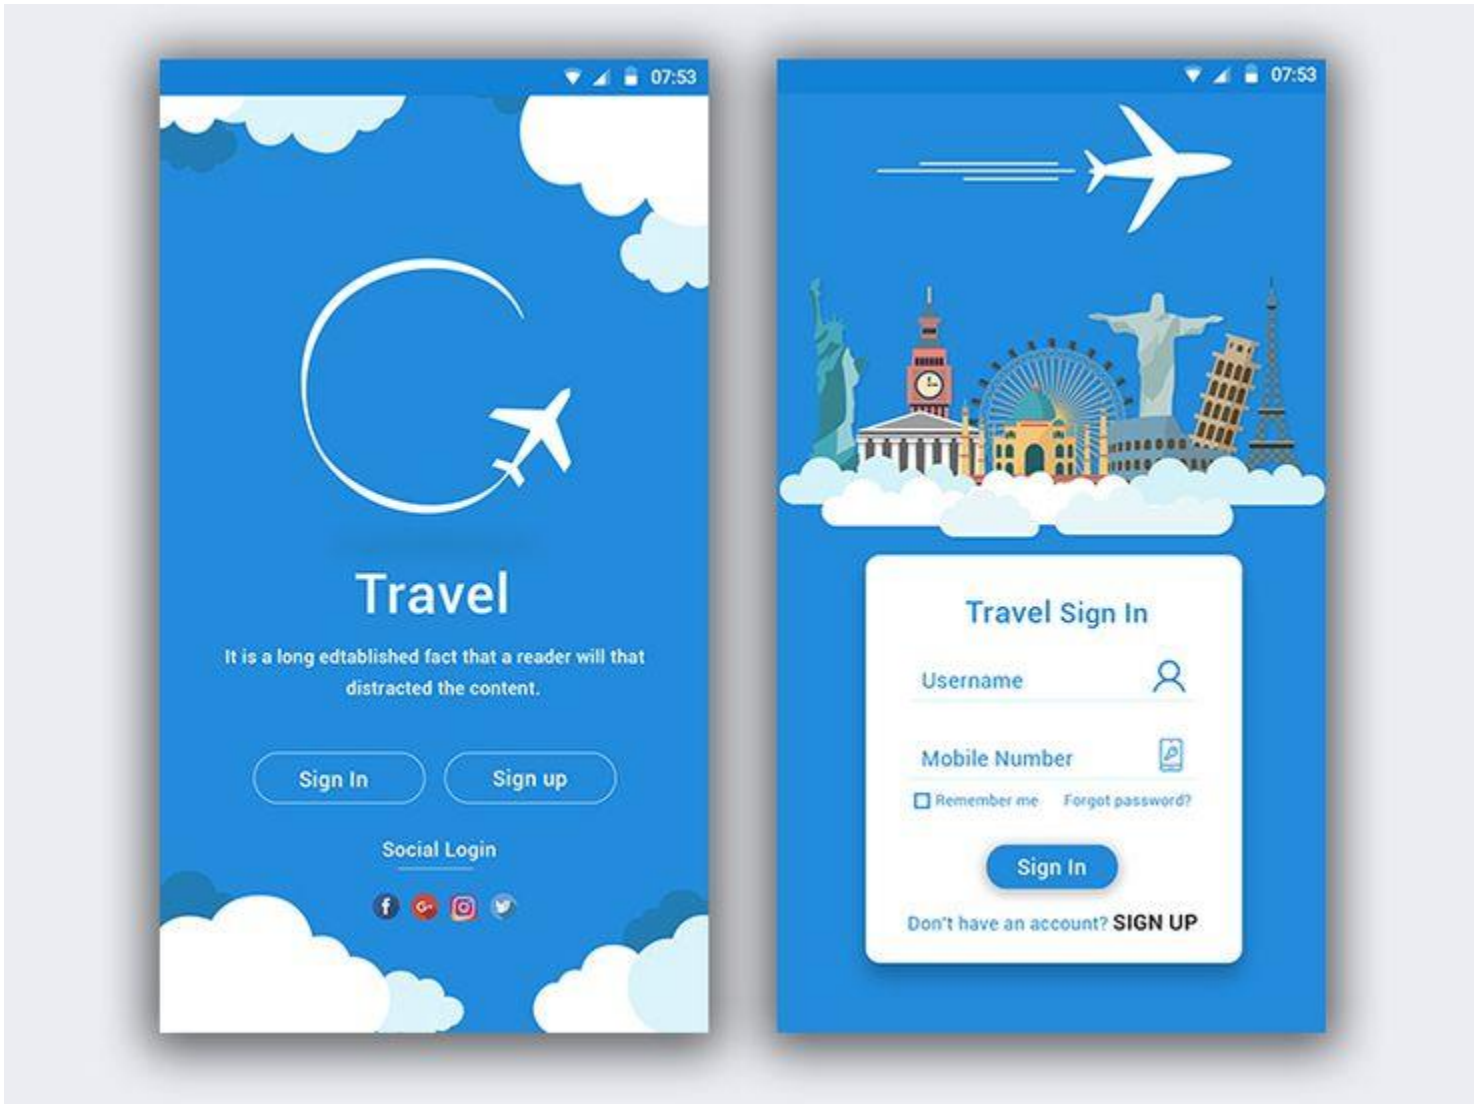 07:53
Travel
It is a long edtablished fact that a reader will that
distracted the content.
Sign In
Sign up
Social Login
f
G+
07:53
Travel Sign In
Username
Mobile Number
Remember me
Forgot password?
Sign In
Don't have an account? SIGN UP